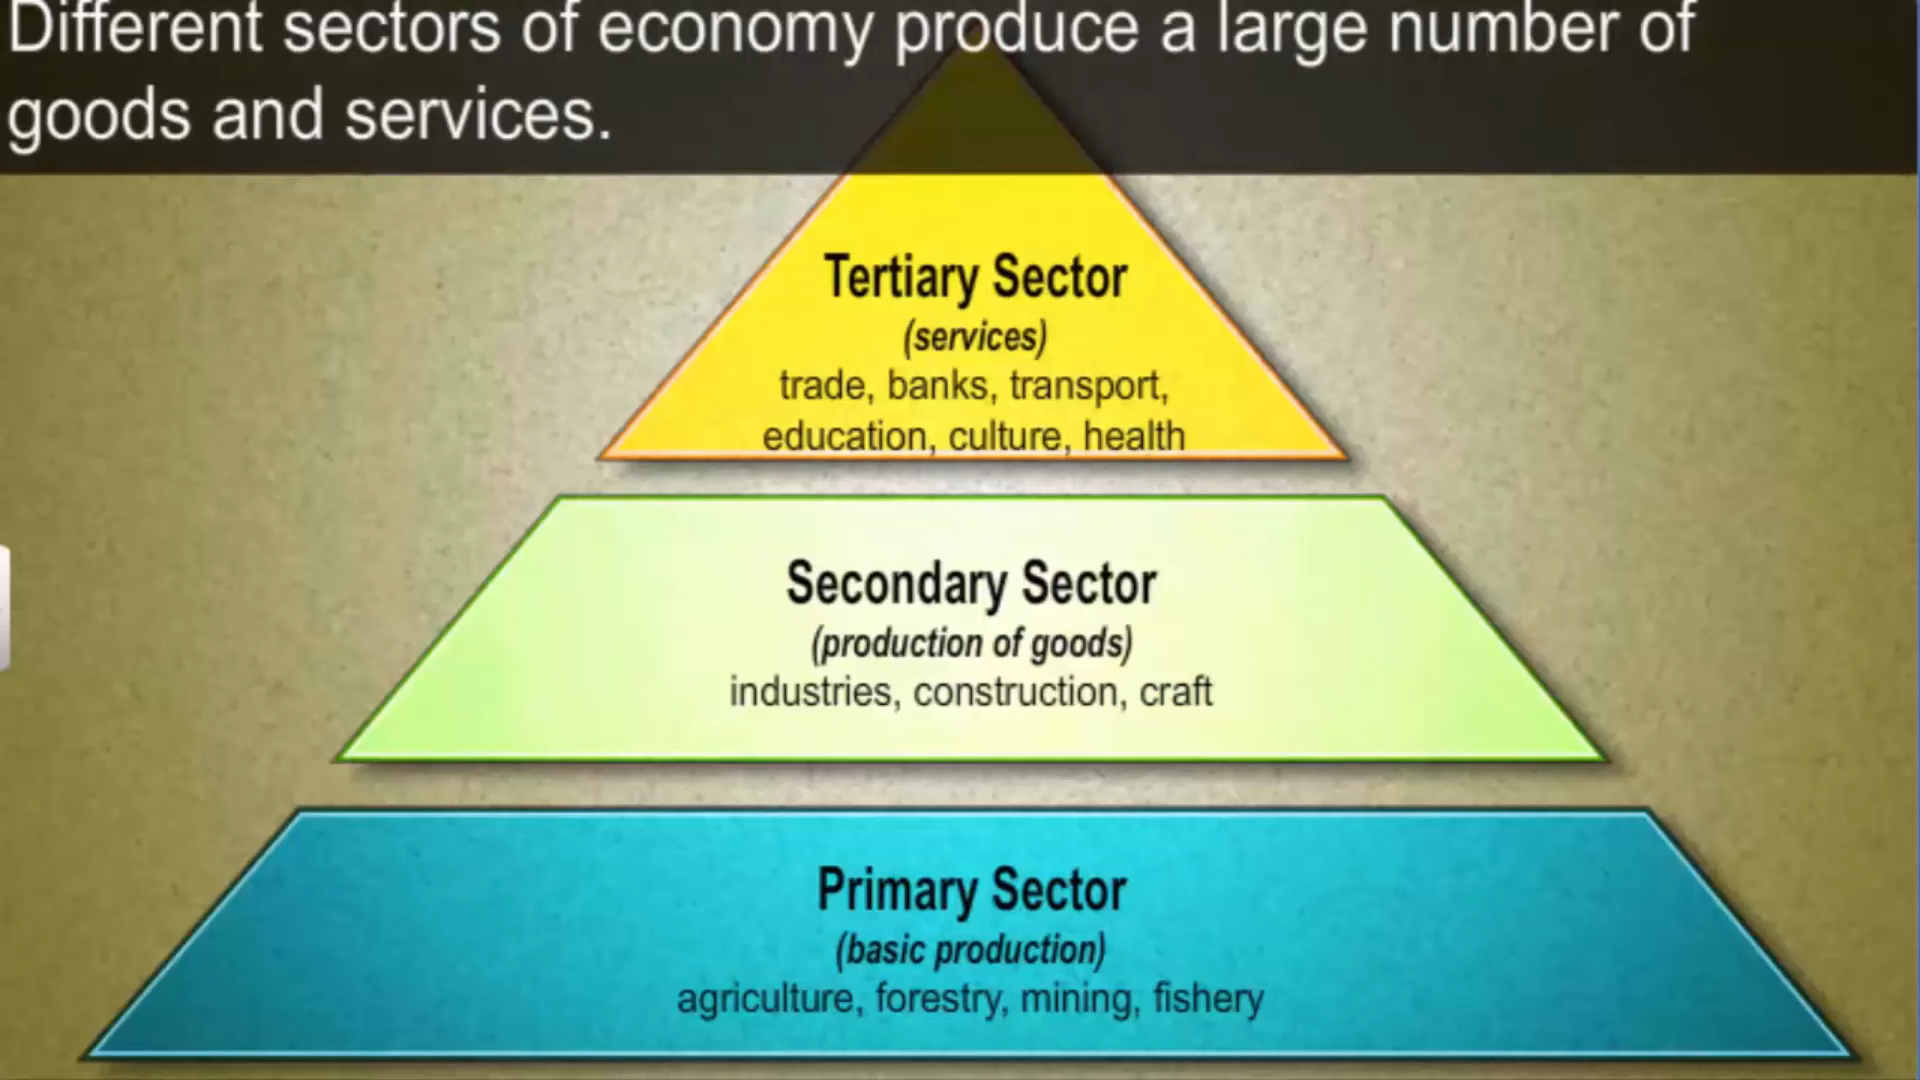 Different sectors of economy produce a large number of
goods and services.
Tertiary Sector
(services)
trade, banks, transport,
education, culture, health
Secondary Sector
(production of goods)
industries, construction, craft
Primary Sector
(basic production)
agriculture, forestry, mining, fishery